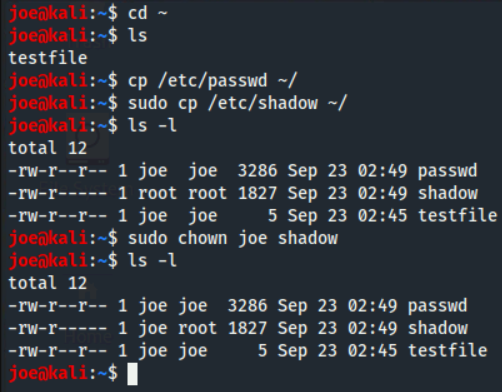 joe@kali:~$ cd ~
joe@kali:~$ ls
testfile
joe@kali:~$ cp /etc/passwd ~/
joe@kali:~$ sudo cp /etc/shadow ~/
joe@kali:~$ ls -l
total 12
-rw-r--r-- 1 joe  joe  3286 Sep 23 02:49 passwd
-rw-r----- 1 root root 1827 Sep 23 02:49 shadow
-rw-r--r-- 1 joe  joe     5 Sep 23 02:45 testfile
joe@kali:~$ sudo chown joe shadow
joe@kali:~$ ls -l
total 12
-rw-r--r-- 1 joe joe  3286 Sep 23 02:49 passwd
-rw-r----- 1 joe root 1827 Sep 23 02:49 shadow
-rw-r--r-- 1 joe joe     5 Sep 23 02:45 testfile
joe@kali:~$